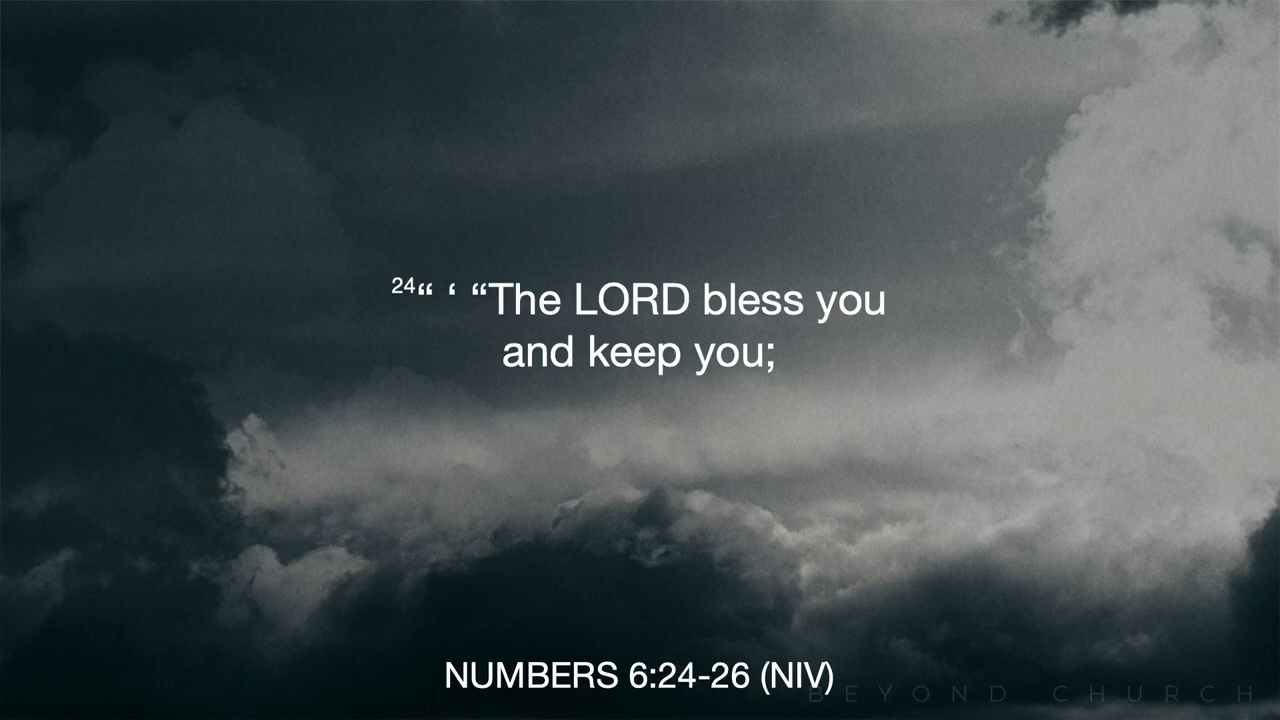 24“ ‘ “The LORD bless you
and keep you;
NUMBERS 6:24-26 (NIV)
BEYOND CHURCH